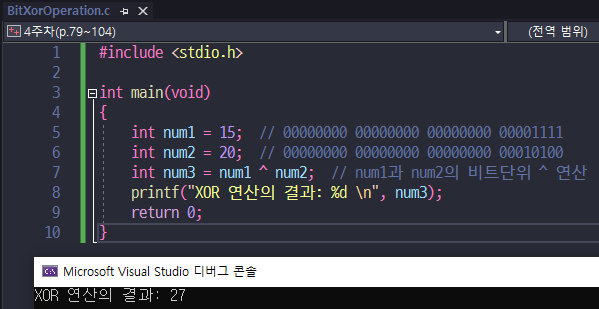 BitXorOperation.c
4주차(p.79~104) (전역 범위)
1 #include <stdio.h>
2
3 int main(void)
4 {
5 int num1 = 15; // 00000000 00000000 00000000 00001111
6 int num2 = 20; // 00000000 00000000 00000000 00010100
7 int num3 = num1 ^ num2; // num1과 num2의 비트단위 ^ 연산
8 printf("XOR 연산의 결과: %d \n", num3);
9 return 0;
10 }
C:\ Microsoft Visual Studio 디버그 콘솔
XOR 연산의 결과: 27